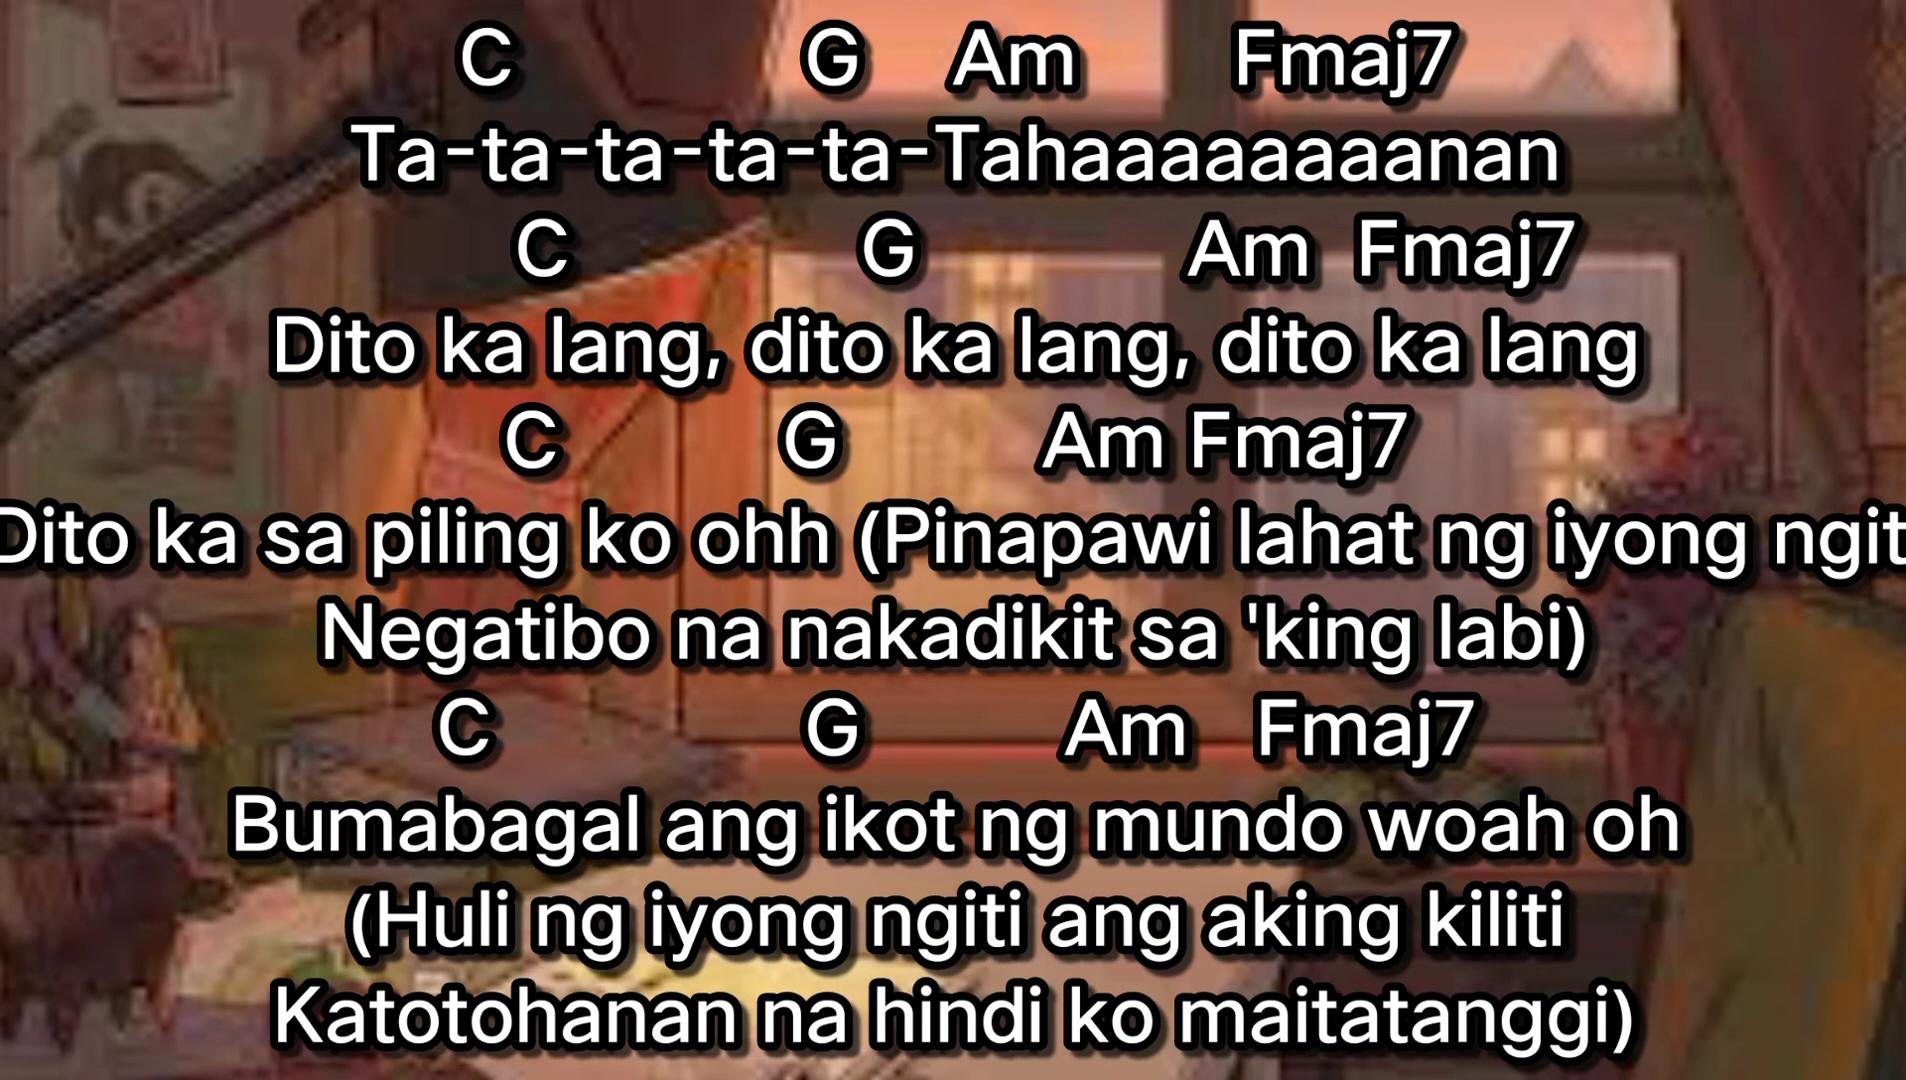 C G Am Fmaj7
Ta-ta-ta-ta-ta-Tahaaaaaaaaanan
C G Am Fmaj7
Dito ka lang, dito ka lang, dito ka lang
C G Am Fmaj7
Dito ka sa piling ko ohh (Pinapawi lahat ng iyong ngit
Negatibo na nakadikit sa 'king labi)
C G Am Fmaj7
Bumabagal ang ikot ng mundo woah oh
(Huli ng iyong ngiti ang aking kiliti
Katotohanan na hindi ko maitatanggi)